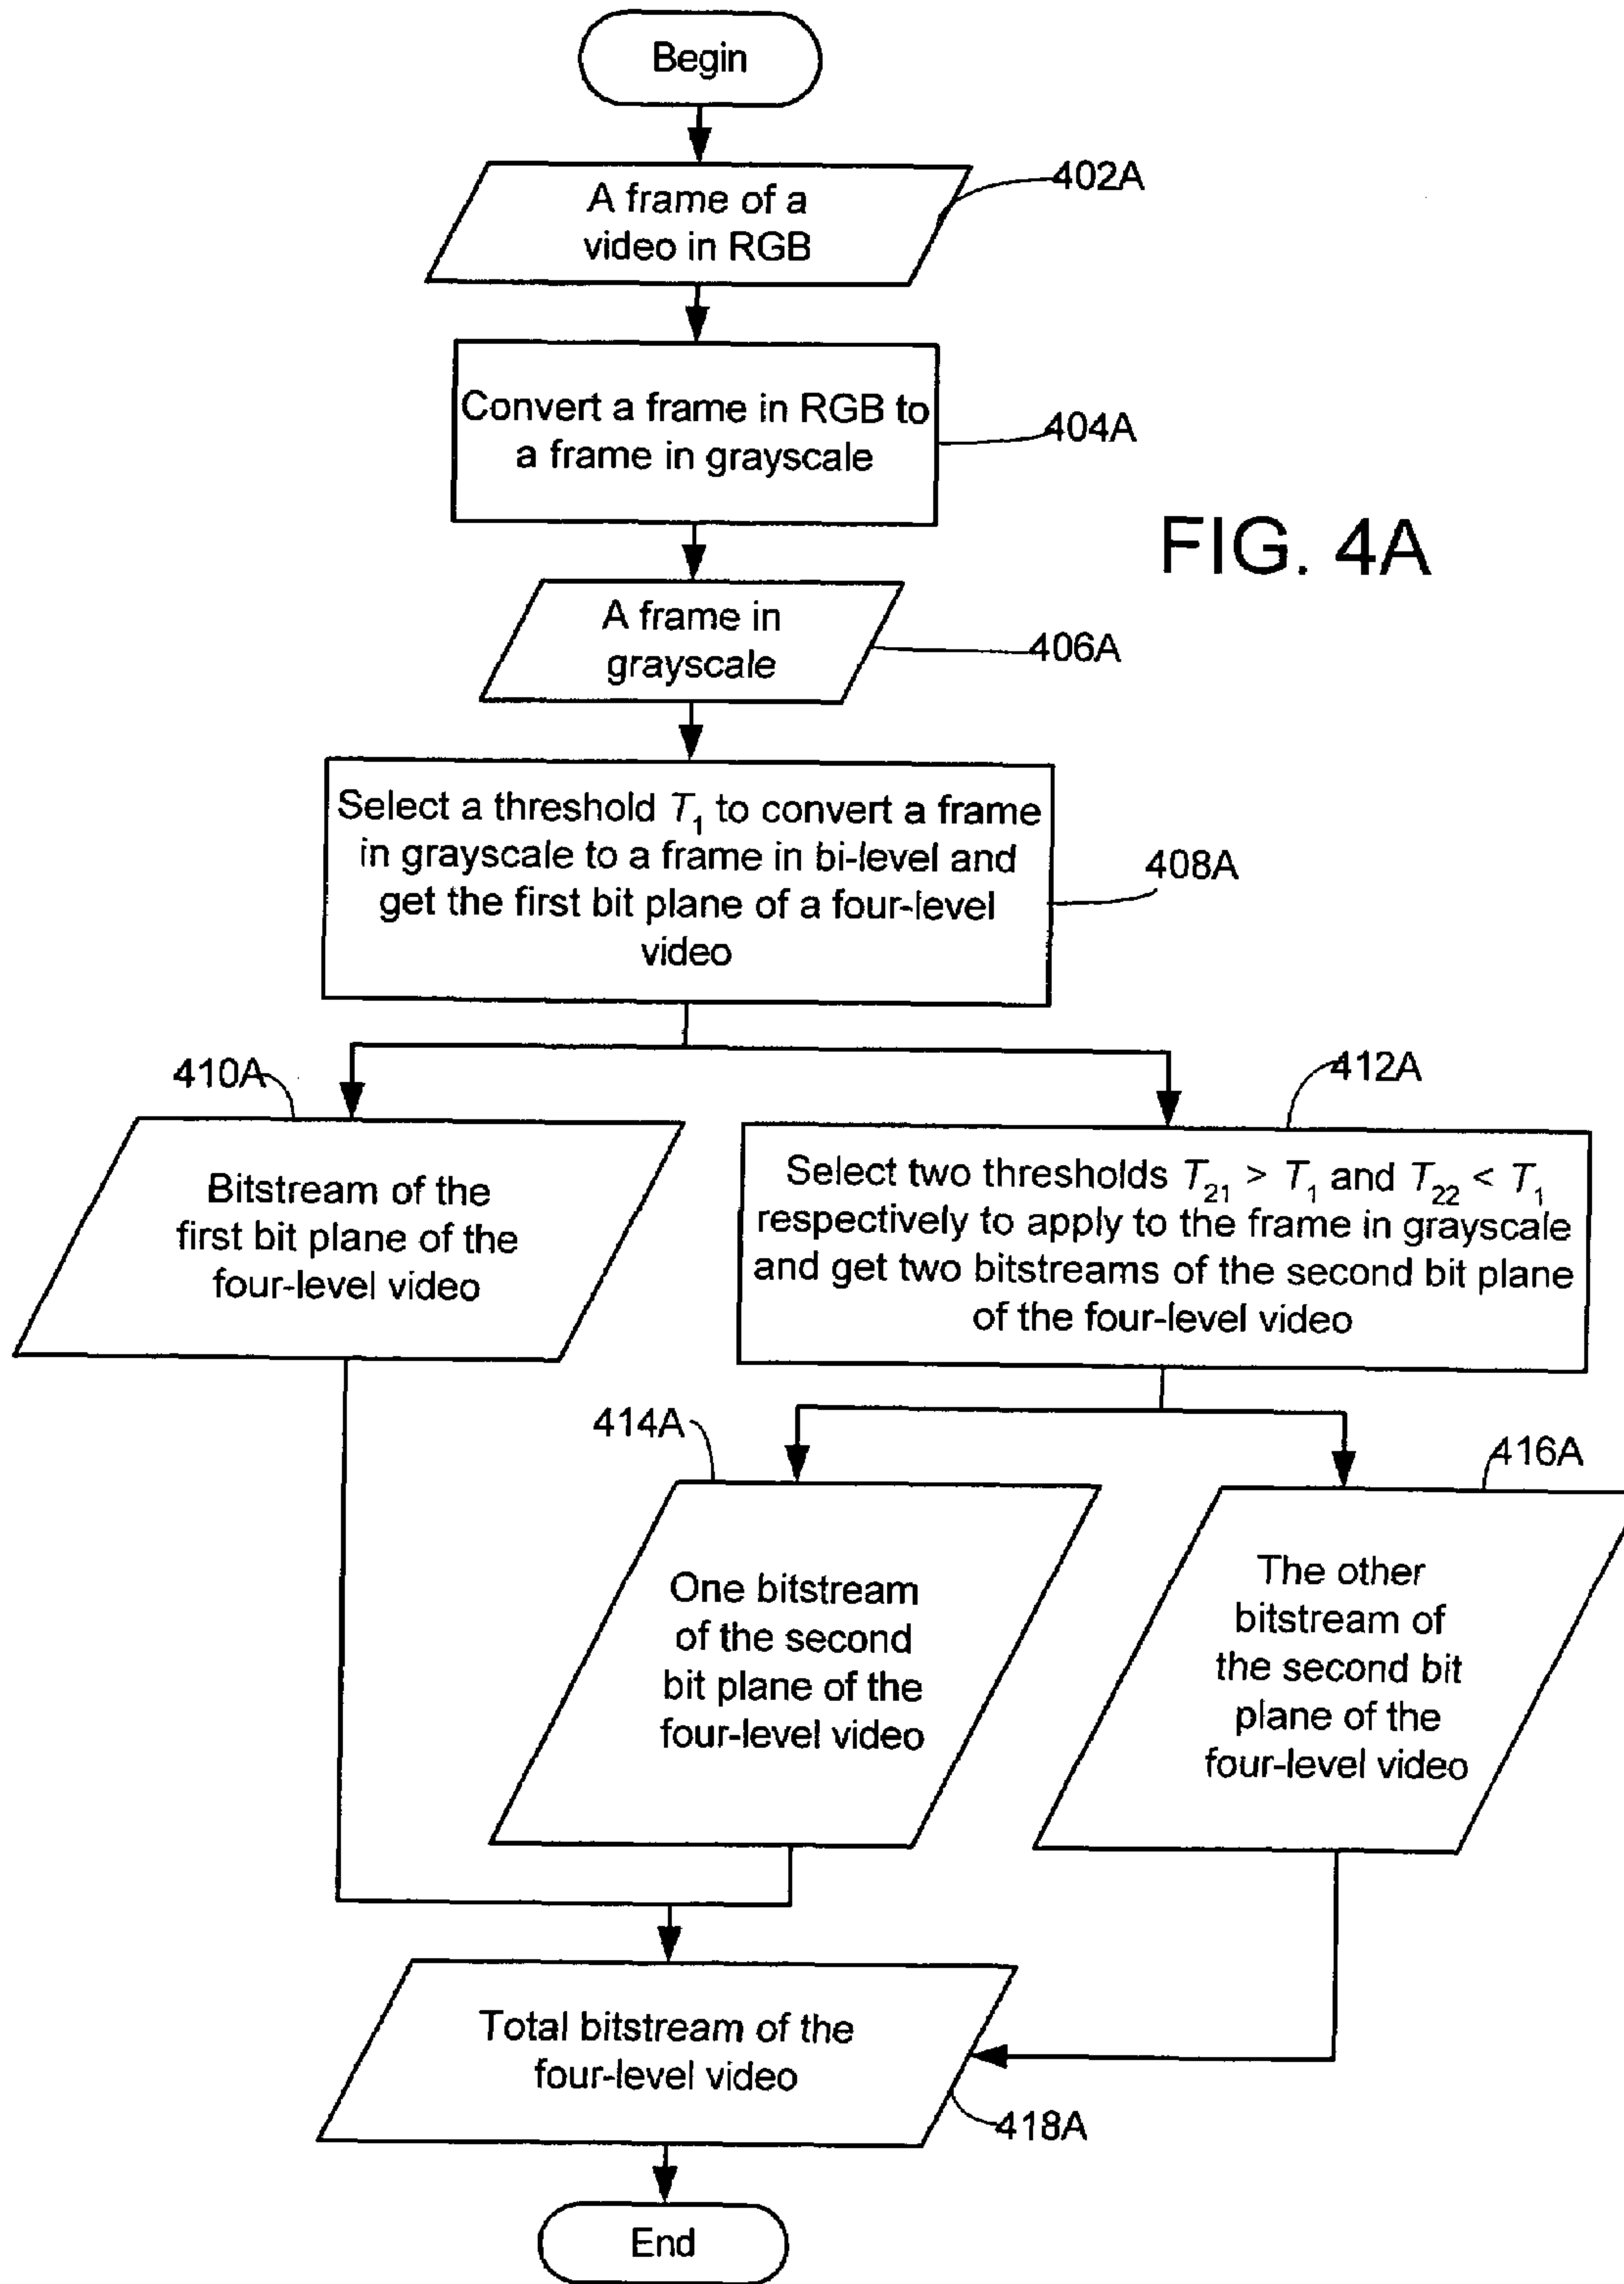 Begin
A frame of a
video in RGB
402A
Convert a frame in RGB to
a frame in grayscale
404A
FIG. 4A
A frame in
grayscale
406A
Select a threshold T1 to convert a frame
in grayscale to a frame in bi-level and
get the first bit plane of a four-level
video
408A
410A
412A
Bitstream of the
first bit plane of the
four-level video
Select two thresholds T21 > T1 and T22 < T1
respectively to apply to the frame in grayscale
and get two bitstreams of the second bit plane
of the four-level video
414A
416A
One bitstream
of the second
bit plane of the
four-level video
The other
bitstream of
the second bit
plane of the
four-level video
Total bitstream of the
four-level video
418A
End